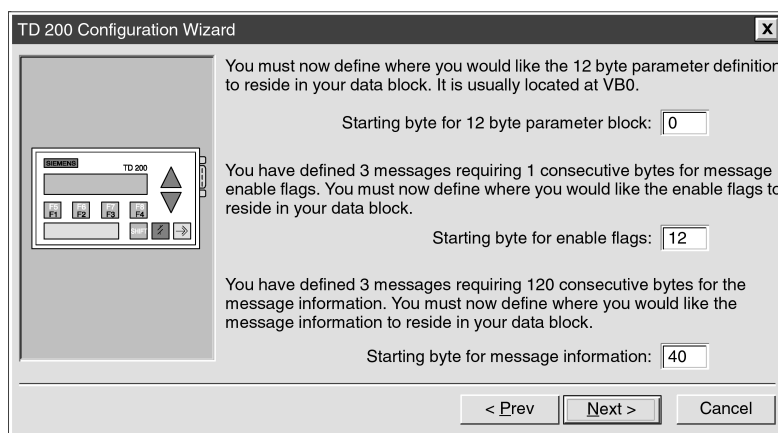 TD 200 Configuration Wizard
X
You must now define where you would like the 12 byte parameter definition
to reside in your data block. It is usually located at VB0.
Starting byte for 12 byte parameter block: 0
SIEMENS
TD 200
F5 F6 F7 F8
F1 F2 F3 F4
SHIFT
You have defined 3 messages requiring 1 consecutive bytes for message
enable flags. You must now define where you would like the enable flags to
reside in your data block.
Starting byte for enable flags: 12
You have defined 3 messages requiring 120 consecutive bytes for the
message information. You must now define where you would like the
message information to reside in your data block.
Starting byte for message information: 40
< Prev
Next >
Cancel